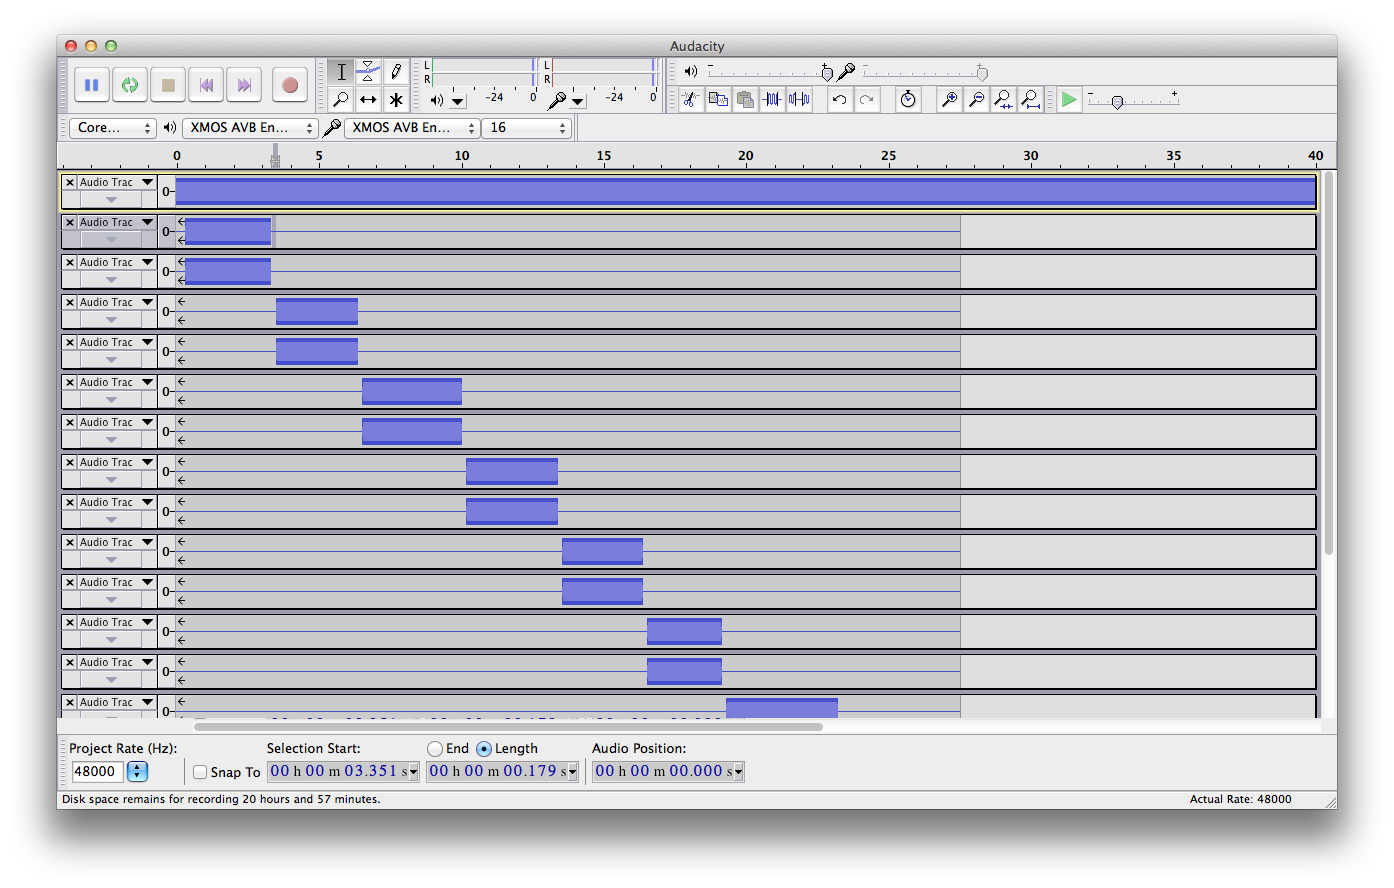 Audacity
L
R
-24 0
L
R
-24 0
- +
-
- +
Core... XMOS AVB En... XMOS AVB En... 16
0 5 10 15 20 25 30 35 40
Audio Trac 0-
Audio Trac 0-
Audio Trac 0-
Audio Trac 0-
Audio Trac 0-
Audio Trac 0-
Audio Trac 0-
Audio Trac 0-
Audio Trac 0-
Audio Trac 0-
Audio Trac 0-
Audio Trac 0-
Audio Trac 0-
Audio Trac 0-
Project Rate (Hz): Selection Start: End Length Audio Position:
48000 Snap To 00 h 00 m 03.351 s 00 h 00 m 00.179 s 00 h 00 m 00.000 s
Disk space remains for recording 20 hours and 57 minutes. Actual Rate: 48000